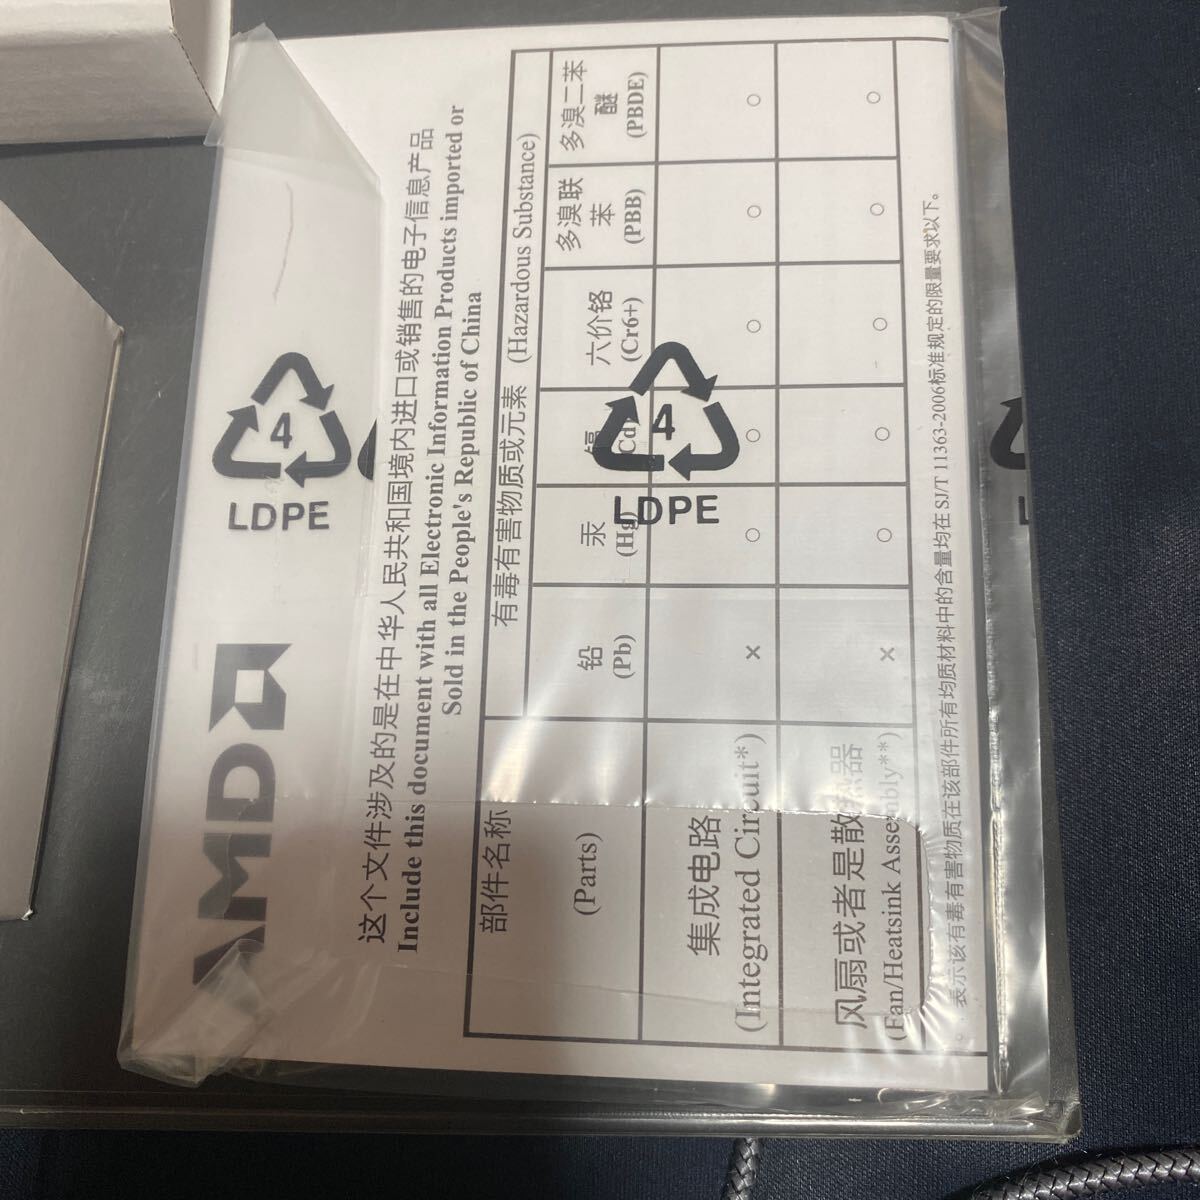 AMD
这个文件涉及的是在中华人民共和国境内进口或销售的电子信息产品
Include this document with all Electronic Information Products imported or
Sold in the People's Republic of China
部件名称
(Parts)
有毒有害物质或元素 (Hazardous Substance)
铅
(Pb)
汞
(Hg)
镉
(Cd
六价铬
(Cr6+)
多溴联
苯
(PBB)
多溴二苯
醚
(PBDE)
集成电路
(Integrated Circuit*)
× ○ ○ ○ ○ ○
风扇或者是散热器
(Fan/Heatsink Assembly**)
× ○ ○ ○ ○ ○
○ 表示该有毒有害物质在该部件所有均质材料中的含量均在 SJ/T 11363-2006标准规定的限量要求以下。
4
LDPE
4
LDPE
L